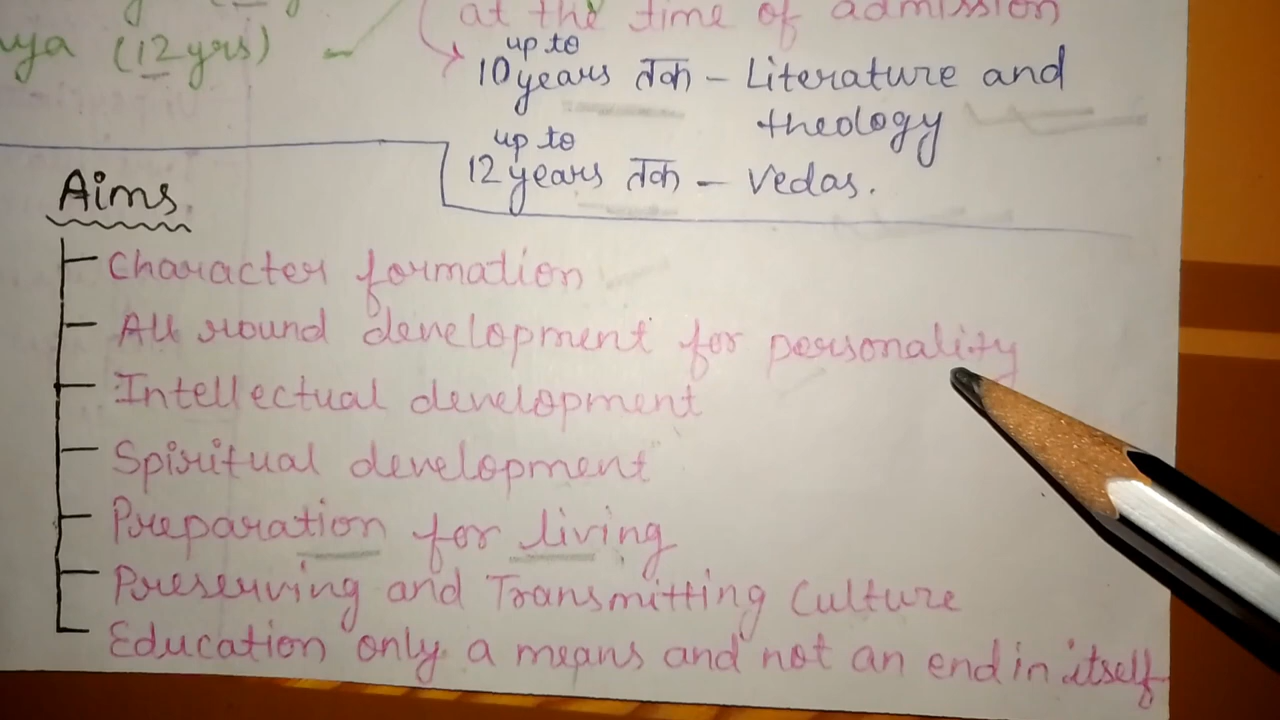 at the time of admission
(12 yrs)
up to
10 years तक – Literature and
theology
up to
12 years तक – Vedas.
Aims
Character formation
All round development for personality
Intellectual development
Spiritual development
Preparation for living
Preserving and Transmitting Culture
Education only a means and not an end in itself